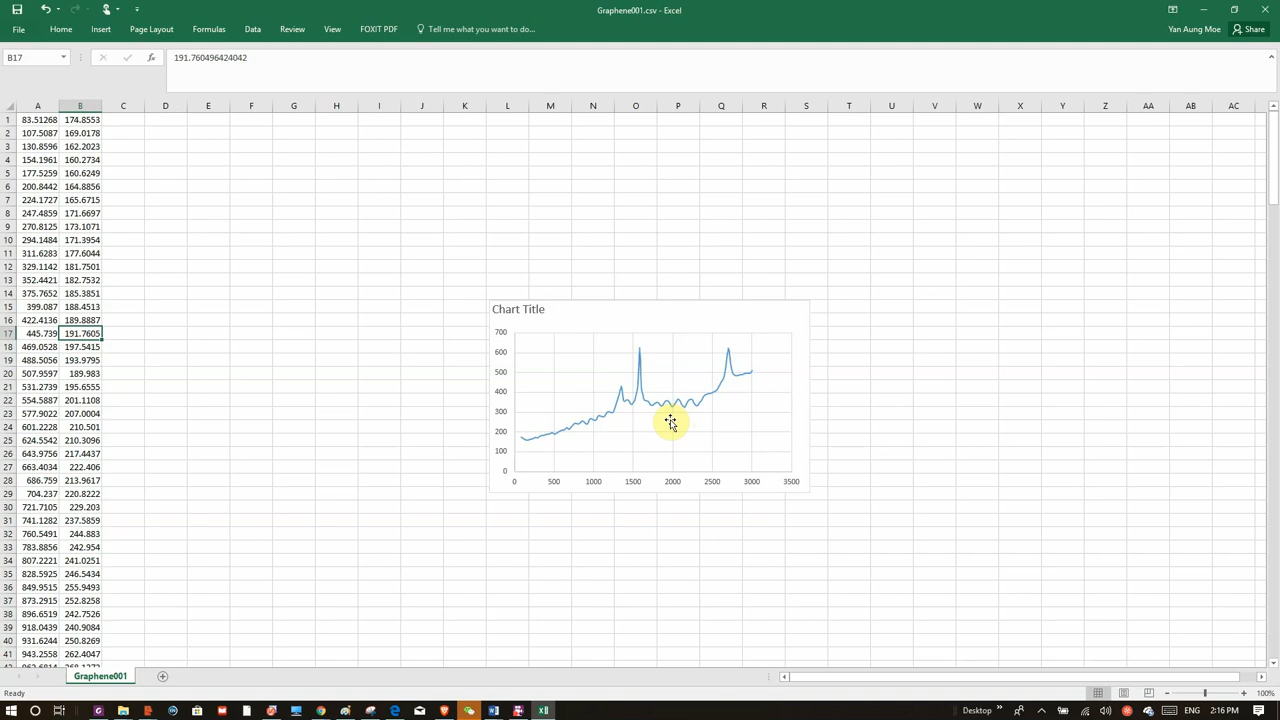 Graphene001.csv - Excel
File Home Insert Page Layout Formulas Data Review View FOXIT PDF Tell me what you want to do... Yan Aung Moe Share
B17 fx 191.760496424042
A B C D E F G H I J K L M N O P Q R S T U V W X Y Z AA AB AC
1 83.51268 174.8553
2 107.5087 169.0178
3 130.8596 162.2023
4 154.1961 160.2734
5 177.5259 160.6249
6 200.8442 164.8856
7 224.1727 165.6715
8 247.4859 171.6697
9 270.8125 173.1071
10 294.1484 171.3954
11 311.6283 177.6044
12 329.1142 181.7501
13 352.4421 182.7532
14 375.7652 185.3851
15 399.087 188.4513
16 422.4136 189.8887
17 445.739 191.7605
18 469.0528 197.5415
19 488.5056 193.9795
20 507.9597 189.983
21 531.2739 195.6555
22 554.5887 201.1108
23 577.9022 207.0004
24 601.2228 210.501
25 624.5542 210.3096
26 643.9756 217.4437
27 663.4034 222.406
28 686.759 213.9617
29 704.237 220.8222
30 721.7105 229.203
31 741.1282 237.5859
32 760.5491 244.883
33 783.8856 242.954
34 807.2221 241.0251
35 828.5925 246.5434
36 849.9515 255.9493
37 873.2915 252.8258
38 896.6519 242.7526
39 918.0439 240.9084
40 931.6244 250.8269
41 943.2558 262.4047
Chart Title
700
600
500
400
300
200
100
0
0 500 1000 1500 2000 2500 3000 3500
Graphene001
Ready 100%
Desktop ENG 2:16 PM